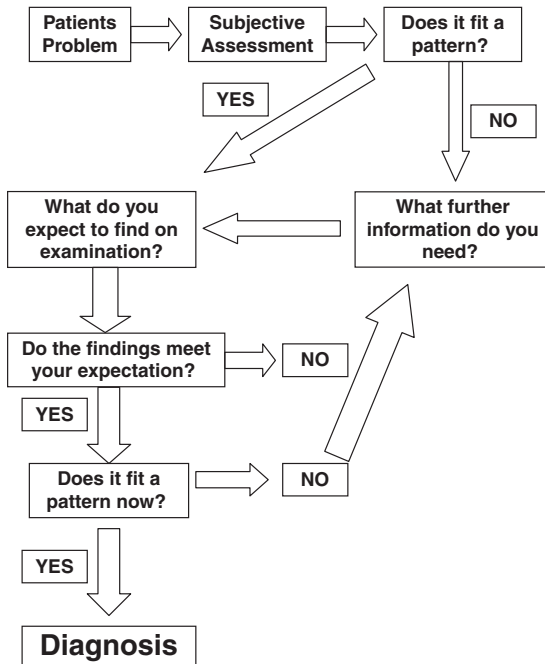 Patients
Problem
Subjective
Assessment
Does it fit a
pattern?
YES
NO
What do you
expect to find on
examination?
What further
information do you
need?
Do the findings meet
your expectation?
NO
YES
Does it fit a
pattern now?
NO
YES
Diagnosis